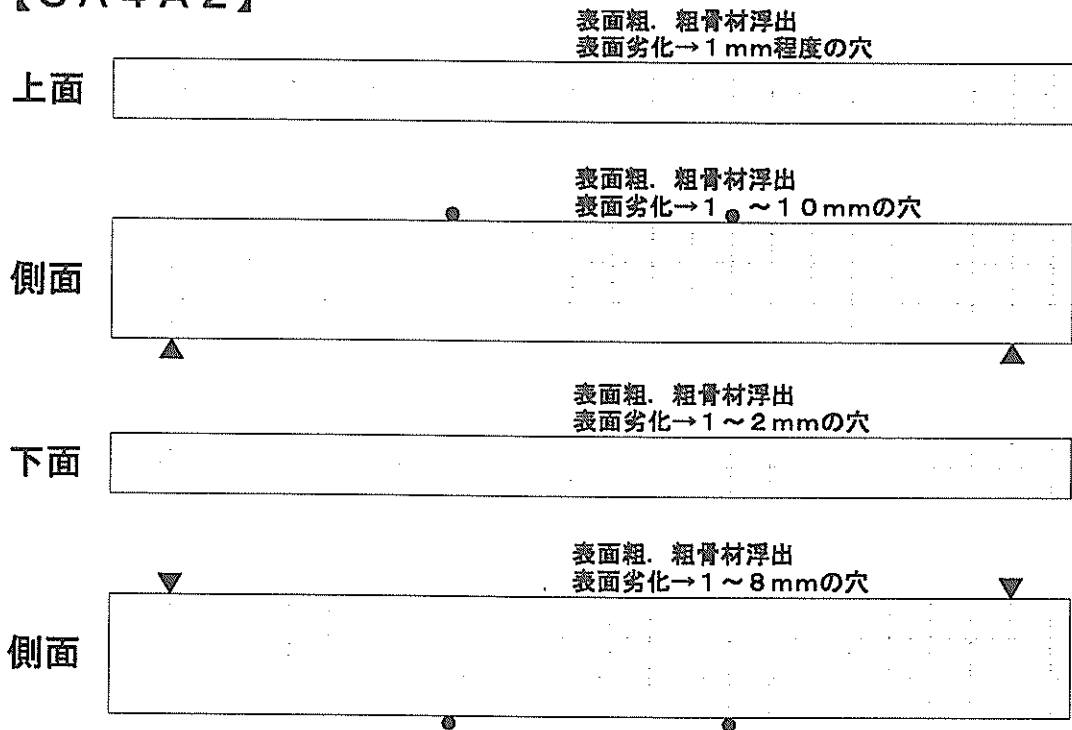 表面粗．粗骨材浮出
表面劣化→1mm程度の穴
上面
表面粗．粗骨材浮出
表面劣化→1～10mmの穴
側面
表面粗．粗骨材浮出
表面劣化→1～2mmの穴
下面
表面粗．粗骨材浮出
表面劣化→1～8mmの穴
側面